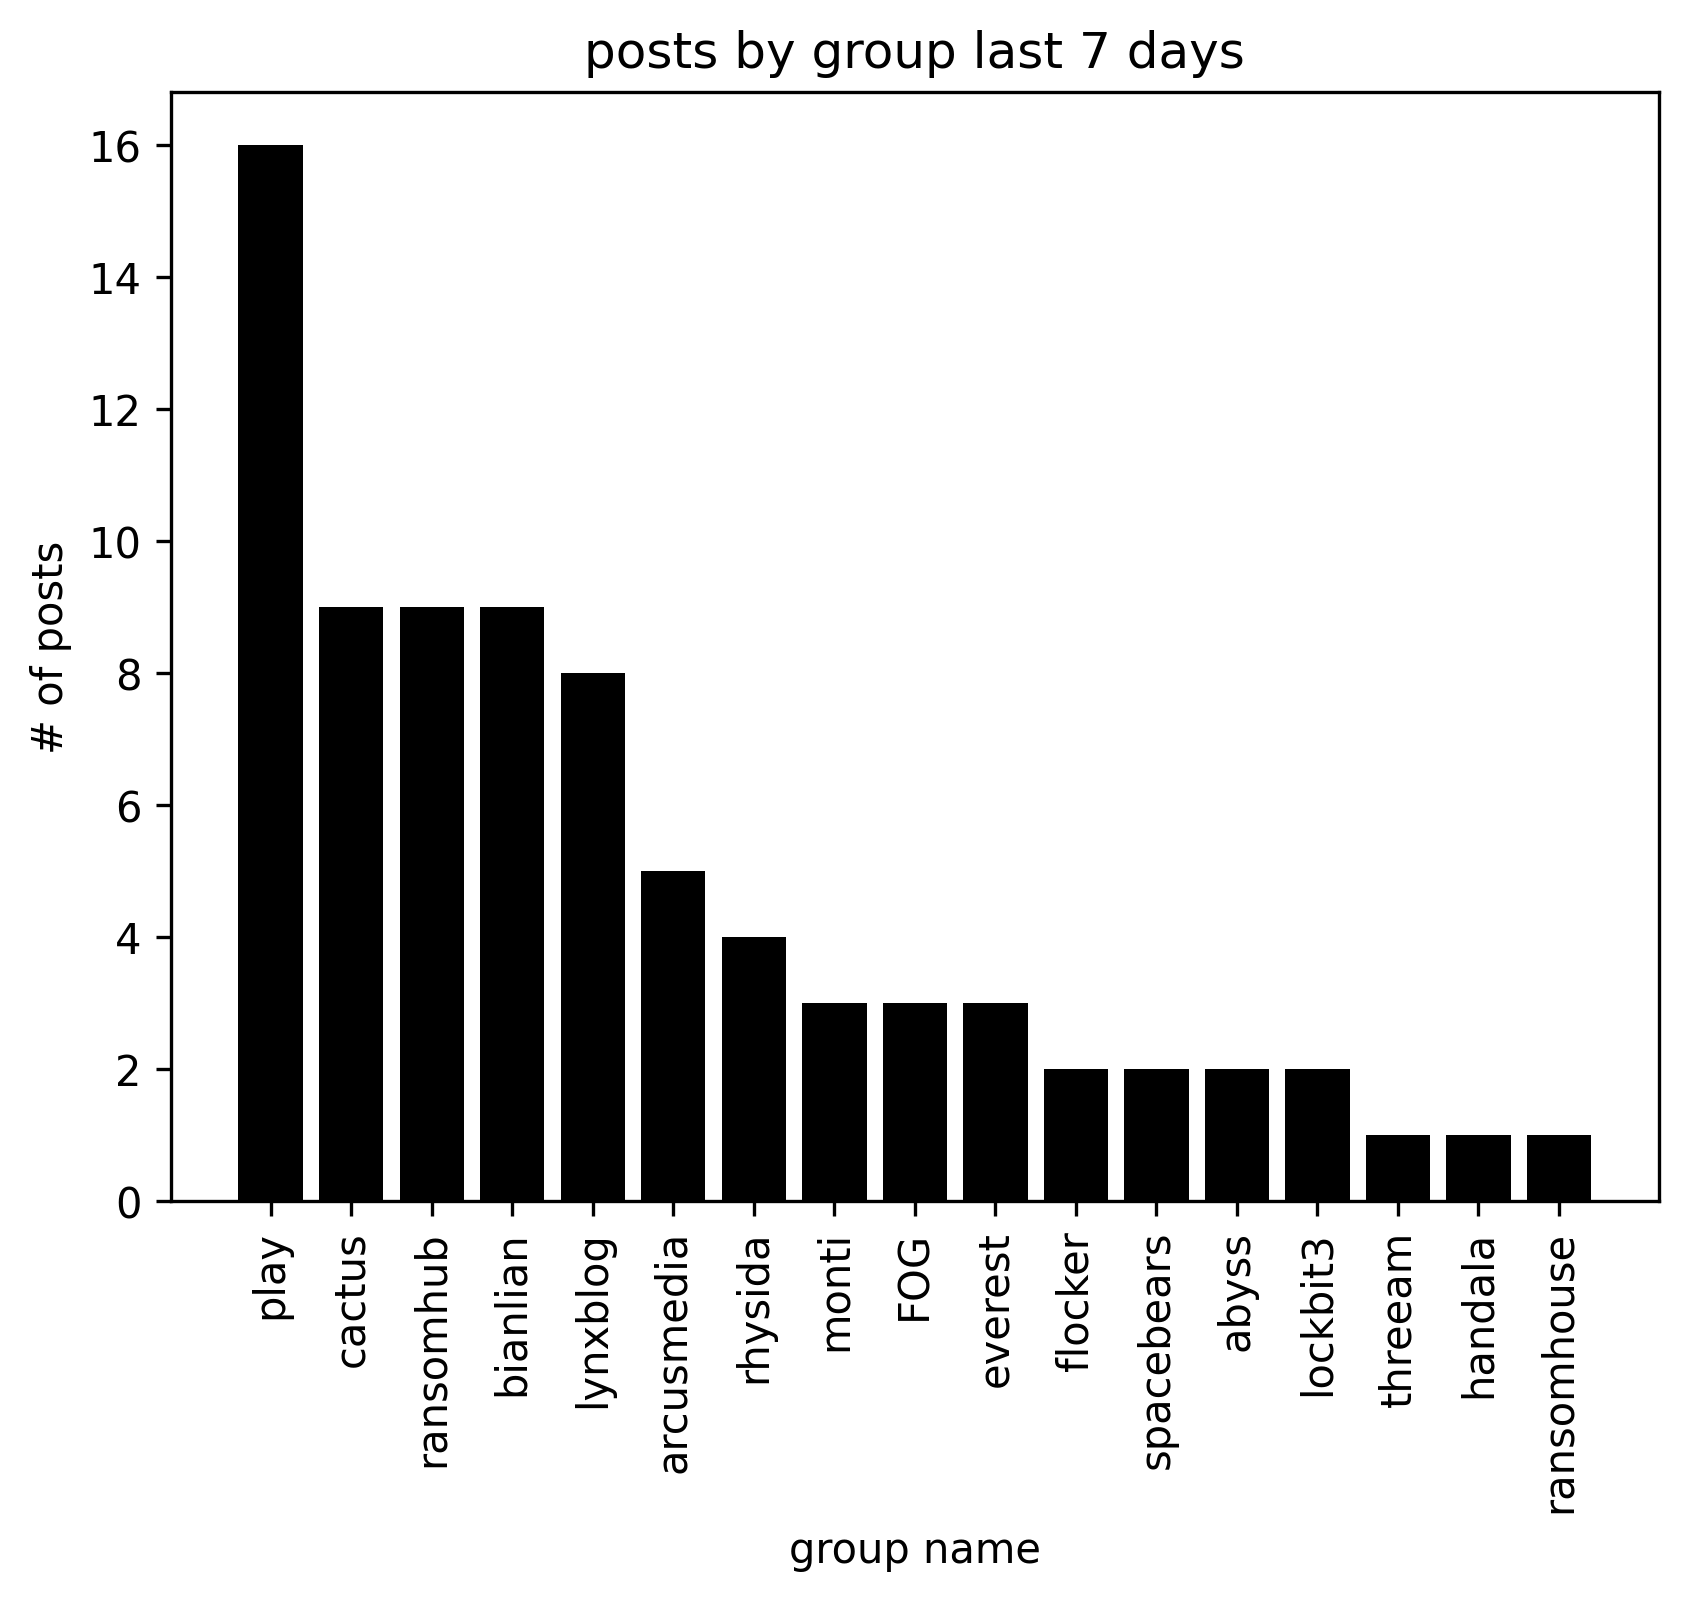 posts by group last 7 days
16
14
12
10
8
6
4
2
0
# of posts
play
cactus
ransomhub
bianlian
lynxblog
arcusmedia
rhysida
monti
FOG
everest
flocker
spacebears
abyss
lockbit3
threeam
handala
ransomhouse
group name